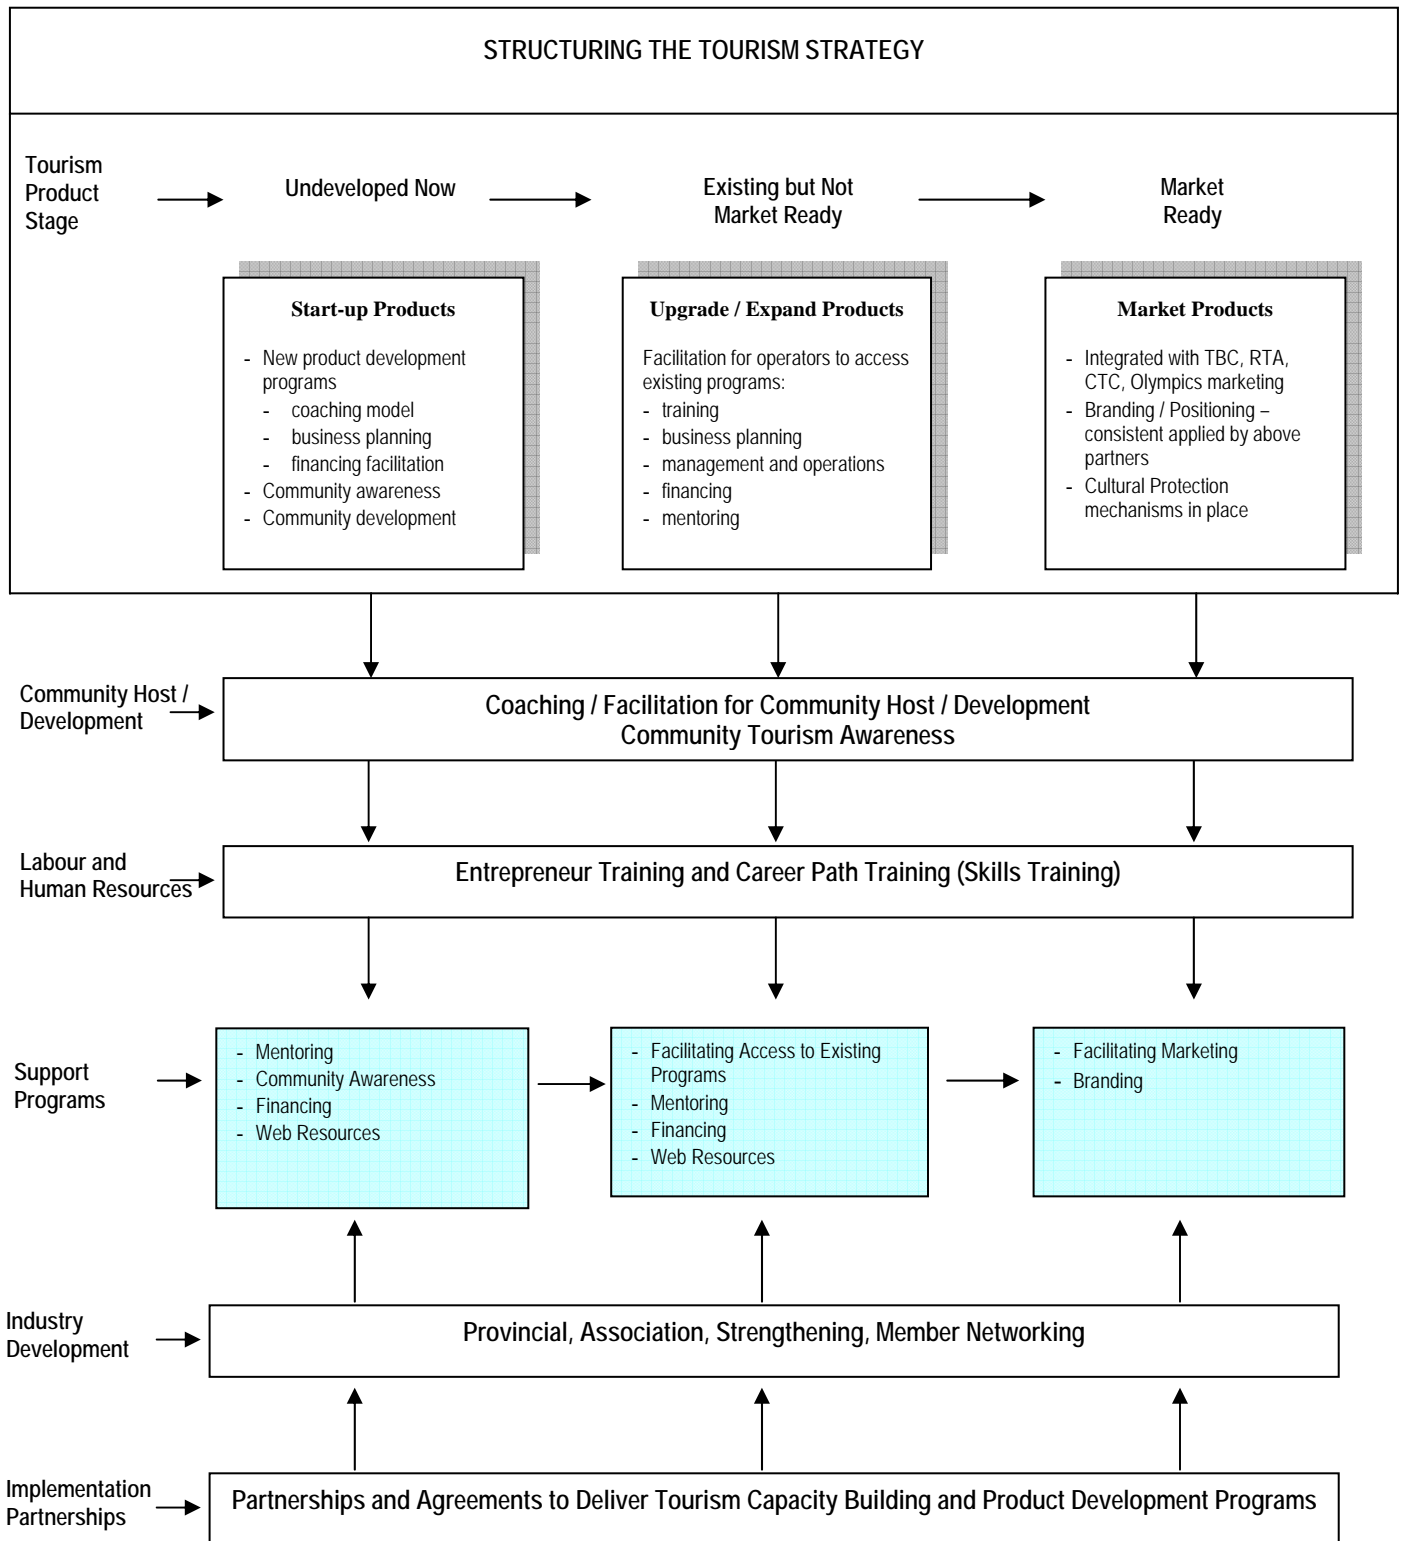 STRUCTURING THE TOURISM STRATEGY
Tourism
Product
Stage
Undeveloped Now
Existing but Not
Market Ready
Market
Ready
Start-up Products
- New product development
programs
- coaching model
- business planning
- financing facilitation
- Community awareness
- Community development
Upgrade / Expand Products
Facilitation for operators to access
existing programs:
- training
- business planning
- management and operations
- financing
- mentoring
Market Products
- Integrated with TBC, RTA,
CTC, Olympics marketing
- Branding / Positioning –
consistent applied by above
partners
- Cultural Protection
mechanisms in place
Community Host /
Development
Coaching / Facilitation for Community Host / Development
Community Tourism Awareness
Labour and
Human Resources
Entrepreneur Training and Career Path Training (Skills Training)
Support
Programs
- Mentoring
- Community Awareness
- Financing
- Web Resources
- Facilitating Access to Existing
Programs
- Mentoring
- Financing
- Web Resources
- Facilitating Marketing
- Branding
Industry
Development
Provincial, Association, Strengthening, Member Networking
Implementation
Partnerships
Partnerships and Agreements to Deliver Tourism Capacity Building and Product Development Programs